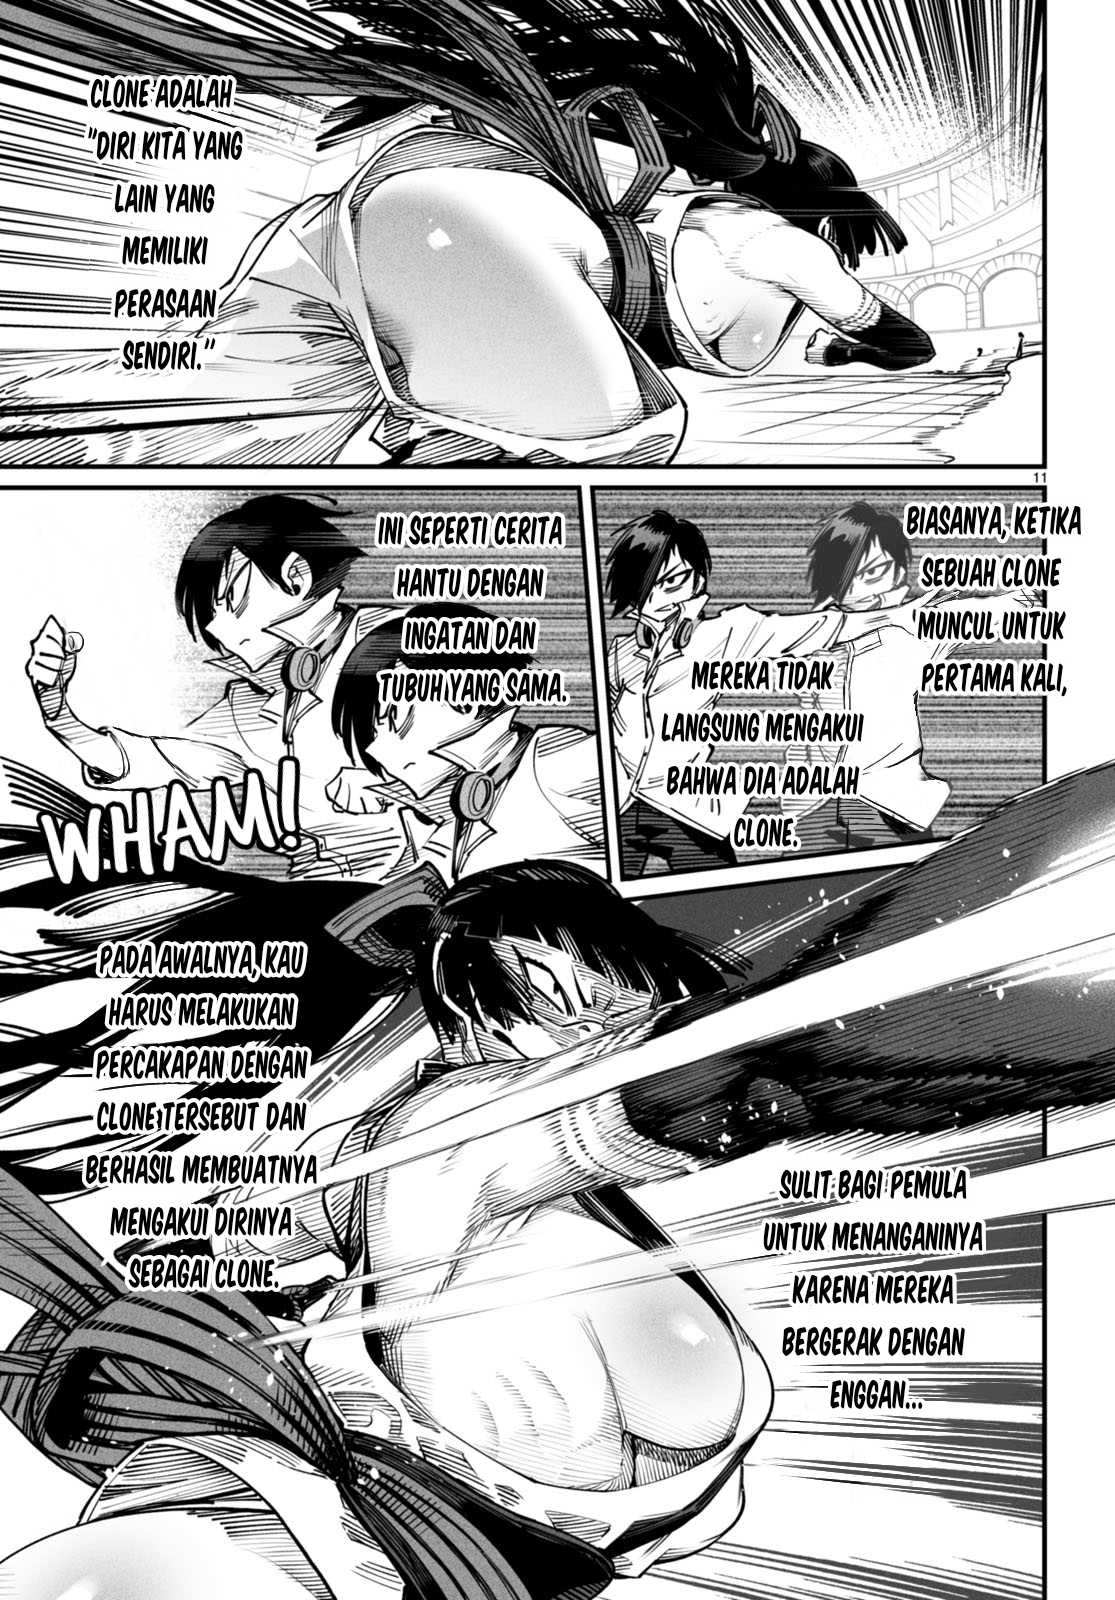 CLONE ADALAH
"DIRI KITA YANG
LAIN YANG
MEMILIKI
PERASAAN
SENDIRI."
11
BIASANYA, KETIKA
SEBUAH CLONE
MUNCUL UNTUK
PERTAMA KALI,
MEREKA TIDAK
LANGSUNG MENGAKUI
BAHWA DIA ADALAH
CLONE.
INI SEPERTI CERITA
HANTU DENGAN
INGATAN DAN
TUBUH YANG SAMA.
WHAM!
PADA AWALNYA, KAU
HARUS MELAKUKAN
PERCAKAPAN DENGAN
CLONE TERSEBUT DAN
BERHASIL MEMBUATNYA
MENGAKUI DIRINYA
SEBAGAI CLONE.
SULIT BAGI PEMULA
UNTUK MENANGANINYA
KARENA MEREKA
BERGERAK DENGAN
ENGGAN...